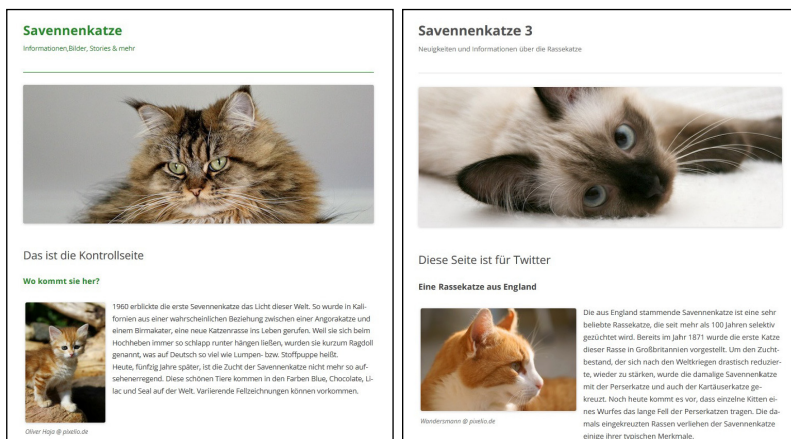 Savennenkatze
Informationen,Bilder, Stories & mehr
Das ist die Kontrollseite
Wo kommt sie her?
1960 erblickte die erste Sevennenkatze das Licht dieser Welt. So wurde in Kali-
fornien aus einer wahrscheinlichen Beziehung zwischen einer Angorakatze und
einem Birmakater, eine neue Katzenrasse ins Leben gerufen. Weil sie sich beim
Hochheben immer so schlapp runter hängen ließen, wurden sie kurzum Ragdoll
genannt, was auf Deutsch so viel wie Lumpen- bzw. Stoffpuppe heißt.
Heute, fünfzig Jahre später, ist die Zucht der Savennenkatze nicht mehr so auf-
sehenerregend. Diese schönen Tiere kommen in den Farben Blue, Chocolate, Li-
lac und Seal auf der Welt. Variierende Fellzeichnungen können vorkommen.
Oliver Haja @ pixelio.de
Savennenkatze 3
Neuigkeiten und Informationen über die Rassekatze
Diese Seite ist für Twitter
Eine Rassekatze aus England
Die aus England stammende Savennenkatze ist eine sehr
beliebte Rassekatze, die seit mehr als 100 Jahren selektiv
gezüchtet wird. Bereits im Jahr 1871 wurde die erste Katze
dieser Rasse in Großbritannien vorgestellt. Um den Zucht-
bestand, der sich nach den Weltkriegen drastisch reduzier-
te, wieder zu stärken, wurde die damalige Savennenkatze
mit der Perserkatze und auch der Kartäuserkatze ge-
kreuzt. Noch heute kommt es vor, dass einzelne Kitten ei-
nes Wurfes das lange Fell der Perserkatzen tragen. Die da-
mals eingekreuzten Rassen verliehen der Savennenkatze
einige ihrer typischen Merkmale.
Wandersmann @ pixelio.de